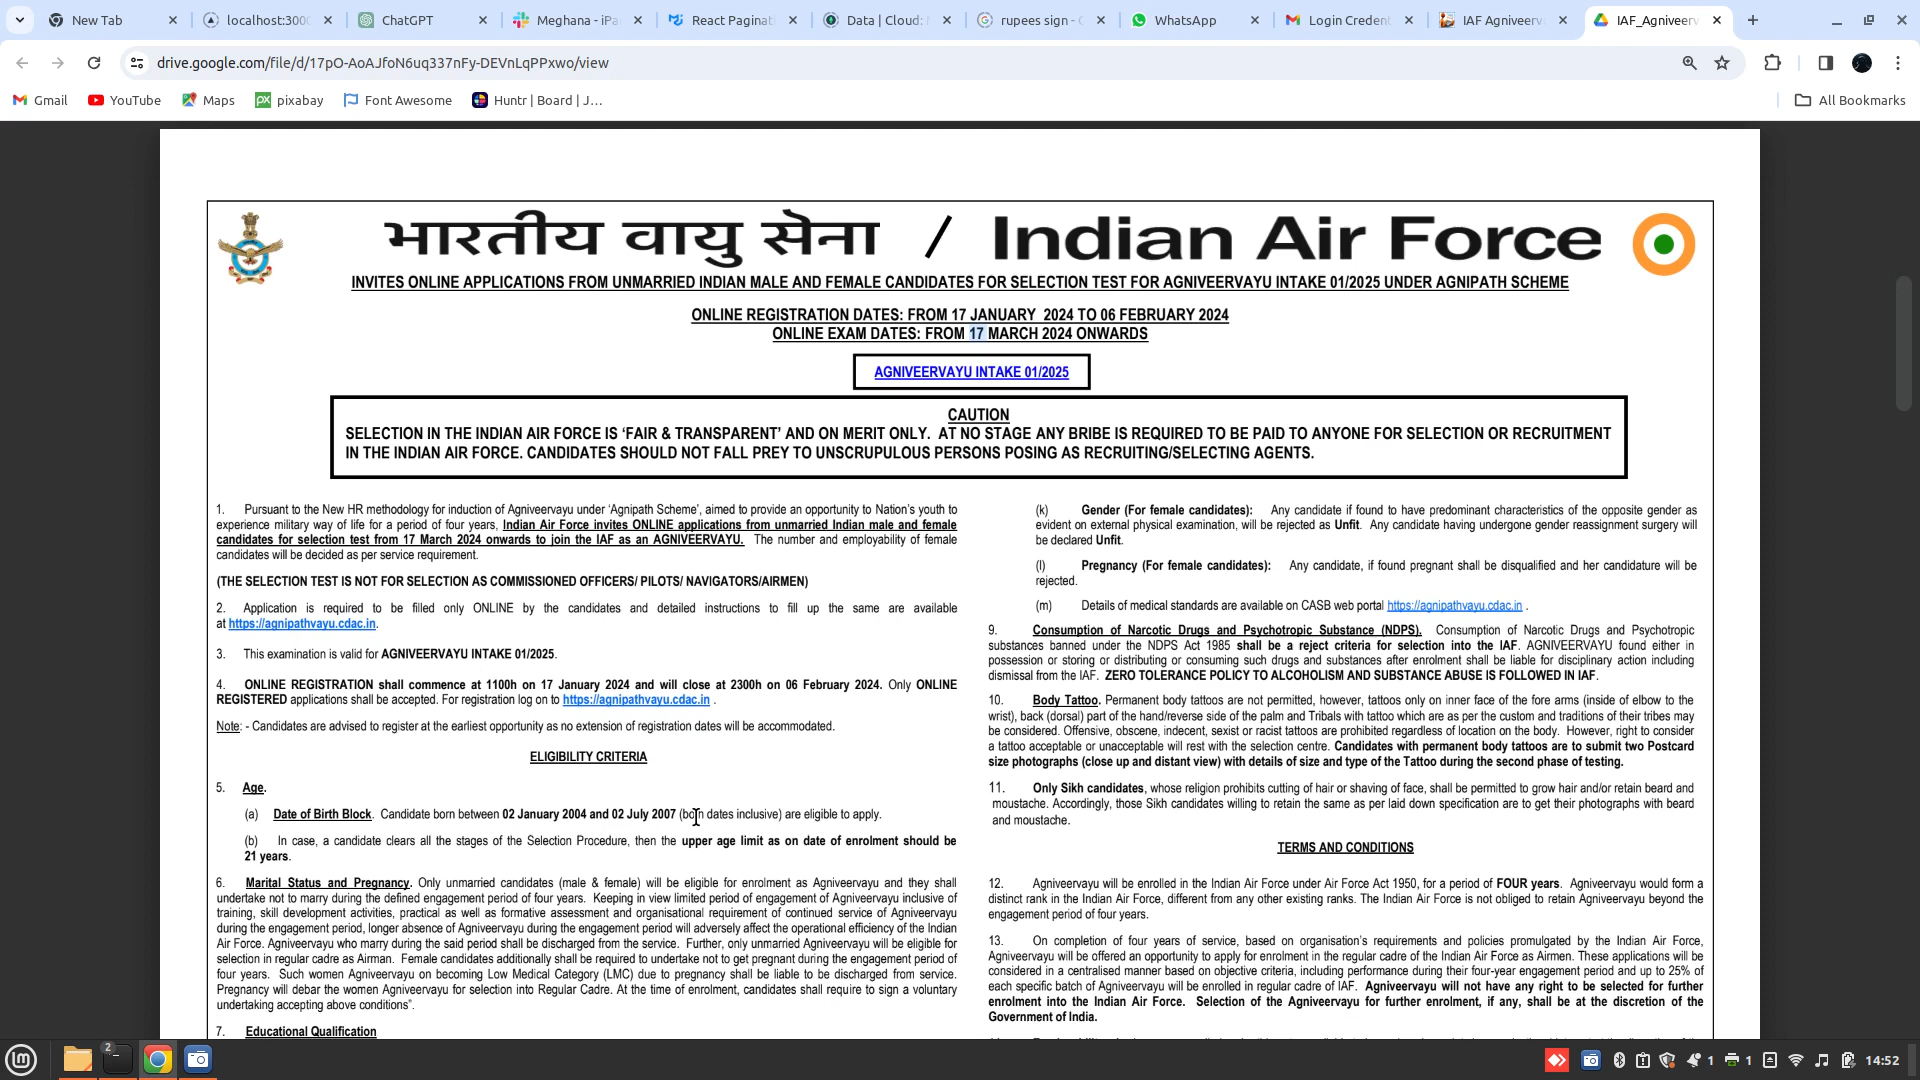 New Tab
localhost:3000
ChatGPT
Meghana - iPa
React Paginat
Data | Cloud:
rupees sign -
WhatsApp
Login Creden
IAF Agniveerv
IAF_Agniveerv
drive.google.com/file/d/17pO-AoAJfoN6uq337nFy-DEVnLqPPxwo/view
Gmail
YouTube
Maps
px pixabay
Font Awesome
Huntr | Board | J...
All Bookmarks
भारतीय वायु सेना / Indian Air Force
INVITES ONLINE APPLICATIONS FROM UNMARRIED INDIAN MALE AND FEMALE CANDIDATES FOR SELECTION TEST FOR AGNIVEERVAYU INTAKE 01/2025 UNDER AGNIPATH SCHEME
ONLINE REGISTRATION DATES: FROM 17 JANUARY 2024 TO 06 FEBRUARY 2024
ONLINE EXAM DATES: FROM 17 MARCH 2024 ONWARDS
AGNIVEERVAYU INTAKE 01/2025
CAUTION
SELECTION IN THE INDIAN AIR FORCE IS ‘FAIR & TRANSPARENT’ AND ON MERIT ONLY. AT NO STAGE ANY BRIBE IS REQUIRED TO BE PAID TO ANYONE FOR SELECTION OR RECRUITMENT
IN THE INDIAN AIR FORCE. CANDIDATES SHOULD NOT FALL PREY TO UNSCRUPULOUS PERSONS POSING AS RECRUITING/SELECTING AGENTS.
1. Pursuant to the New HR methodology for induction of Agniveervayu under ‘Agnipath Scheme’, aimed to provide an opportunity to Nation’s youth to
experience military way of life for a period of four years, Indian Air Force invites ONLINE applications from unmarried Indian male and female
candidates for selection test from 17 March 2024 onwards to join the IAF as an AGNIVEERVAYU. The number and employability of female
candidates will be decided as per service requirement.
(THE SELECTION TEST IS NOT FOR SELECTION AS COMMISSIONED OFFICERS/ PILOTS/ NAVIGATORS/AIRMEN)
2. Application is required to be filled only ONLINE by the candidates and detailed instructions to fill up the same are available
at https://agnipathvayu.cdac.in.
3. This examination is valid for AGNIVEERVAYU INTAKE 01/2025.
4. ONLINE REGISTRATION shall commence at 1100h on 17 January 2024 and will close at 2300h on 06 February 2024. Only ONLINE
REGISTERED applications shall be accepted. For registration log on to https://agnipathvayu.cdac.in .
Note: - Candidates are advised to register at the earliest opportunity as no extension of registration dates will be accommodated.
ELIGIBILITY CRITERIA
5. Age.
(a) Date of Birth Block. Candidate born between 02 January 2004 and 02 July 2007 (both dates inclusive) are eligible to apply.
(b) In case, a candidate clears all the stages of the Selection Procedure, then the upper age limit as on date of enrolment should be
21 years.
6. Marital Status and Pregnancy. Only unmarried candidates (male & female) will be eligible for enrolment as Agniveervayu and they shall
undertake not to marry during the defined engagement period of four years. Keeping in view limited period of engagement of Agniveervayu inclusive of
training, skill development activities, practical as well as formative assessment and organisational requirement of continued service of Agniveervayu
during the engagement period, longer absence of Agniveervayu during the engagement period will adversely affect the operational efficiency of the Indian
Air Force. Agniveervayu who marry during the said period shall be discharged from the service. Further, only unmarried Agniveervayu will be eligible for
selection in regular cadre as Airman. Female candidates additionally shall be required to undertake not to get pregnant during the engagement period of
four years. Such women Agniveervayu on becoming Low Medical Category (LMC) due to pregnancy shall be liable to be discharged from service.
Pregnancy will debar the women Agniveervayu for selection into Regular Cadre. At the time of enrolment, candidates shall require to sign a voluntary
undertaking accepting above conditions”.
7. Educational Qualification
(k) Gender (For female candidates): Any candidate if found to have predominant characteristics of the opposite gender as
evident on external physical examination, will be rejected as Unfit. Any candidate having undergone gender reassignment surgery will
be declared Unfit.
(l) Pregnancy (For female candidates): Any candidate, if found pregnant shall be disqualified and her candidature will be
rejected.
(m) Details of medical standards are available on CASB web portal https://agnipathvayu.cdac.in .
9. Consumption of Narcotic Drugs and Psychotropic Substance (NDPS). Consumption of Narcotic Drugs and Psychotropic
substances banned under the NDPS Act 1985 shall be a reject criteria for selection into the IAF. AGNIVEERVAYU found either in
possession or storing or distributing or consuming such drugs and substances after enrolment shall be liable for disciplinary action including
dismissal from the IAF. ZERO TOLERANCE POLICY TO ALCOHOLISM AND SUBSTANCE ABUSE IS FOLLOWED IN IAF.
10. Body Tattoo. Permanent body tattoos are not permitted, however, tattoos only on inner face of the fore arms (inside of elbow to the
wrist), back (dorsal) part of the hand/reverse side of the palm and Tribals with tattoo which are as per the custom and traditions of their tribes may
be considered. Offensive, obscene, indecent, sexist or racist tattoos are prohibited regardless of location on the body. However, right to consider
a tattoo acceptable or unacceptable will rest with the selection centre. Candidates with permanent body tattoos are to submit two Postcard
size photographs (close up and distant view) with details of size and type of the Tattoo during the second phase of testing.
11. Only Sikh candidates, whose religion prohibits cutting of hair or shaving of face, shall be permitted to grow hair and/or retain beard and
moustache. Accordingly, those Sikh candidates willing to retain the same as per laid down specification are to get their photographs with beard
and moustache.
TERMS AND CONDITIONS
12. Agniveervayu will be enrolled in the Indian Air Force under Air Force Act 1950, for a period of FOUR years. Agniveervayu would form a
distinct rank in the Indian Air Force, different from any other existing ranks. The Indian Air Force is not obliged to retain Agniveervayu beyond the
engagement period of four years.
13. On completion of four years of service, based on organisation’s requirements and policies promulgated by the Indian Air Force,
Agniveervayu will be offered an opportunity to apply for enrolment in the regular cadre of the Indian Air Force as Airmen. These applications will be
considered in a centralised manner based on objective criteria, including performance during their four-year engagement period and up to 25% of
each specific batch of Agniveervayu will be enrolled in regular cadre of IAF. Agniveervayu will not have any right to be selected for further
enrolment into the Indian Air Force. Selection of the Agniveervayu for further enrolment, if any, shall be at the discretion of the
Government of India.
2
1
1
14:52